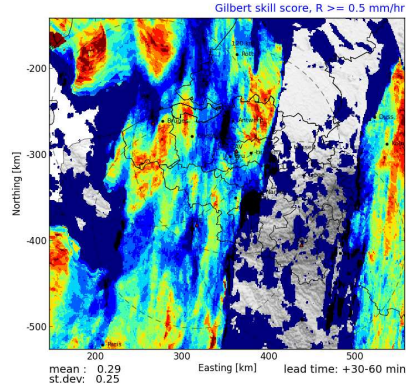 Gilbert skill score, R >= 0.5 mm/hr
-200
-300
-400
-500
Northing [km]
200
300
400
500
Easting [km]
mean : 0.29
st.dev: 0.25
lead time: +30-60 min